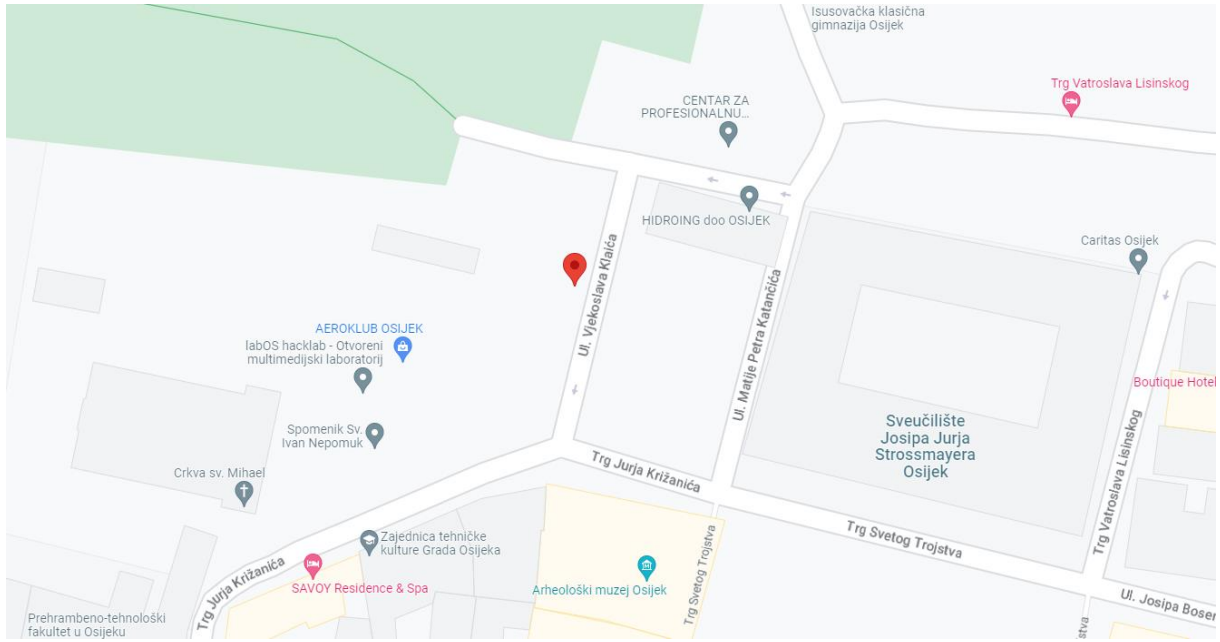 Isusovačka klasična
gimnazija Osijek
Trg Vatroslava Lisinskog
CENTAR ZA
PROFESIONALNU...
HIDROING doo OSIJEK
Caritas Osijek
Ul. Vjekoslava Klaića
Ul. Matije Petra Katančića
AEROKLUB OSIJEK
labOS hacklab - Otvoreni
multimedijski laboratorij
Boutique Hotel
Spomenik Sv.
Ivan Nepomuk
Sveučilište
Josipa Jurja
Strossmayera
Osijek
Trg Vatroslava Lisinskog
Crkva sv. Mihael
Trg Jurja Križanića
Zajednica tehničke
kulture Grada Osijeka
Trg Svetog Trojstva
Trg Svetog Trojstva
SAVOY Residence & Spa
Arheološki muzej Osijek
Trg Jurja Križanića
Ul. Josipa Bosen
Prehrambeno-tehnološki
fakultet u Osijeku
stva